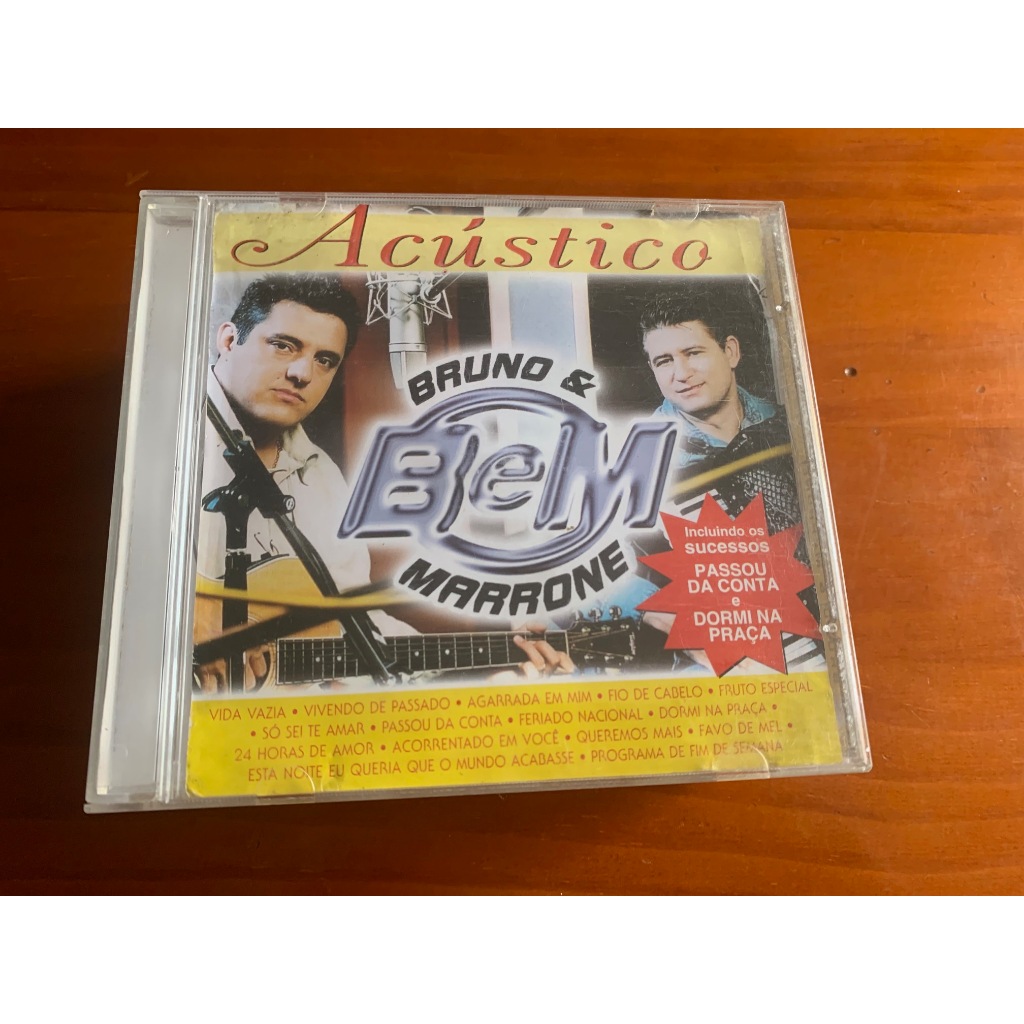 Acústico
BRUNO &
BeM
MARRONE
Incluindo os
sucessos
PASSOU
DA CONTA
e
DORMI NA
PRAÇA
VIDA VAZIA • VIVENDO DE PASSADO • AGARRADA EM MIM • FIO DE CABELO • FRUTO ESPECIAL
• SÓ SEI TE AMAR • PASSOU DA CONTA • FERIADO NACIONAL • DORMI NA PRAÇA •
24 HORAS DE AMOR • ACORRENTADO EM VOCÊ • QUEREMOS MAIS • FAVO DE MEL •
ESTA NOITE EU QUERIA QUE O MUNDO ACABASSE • PROGRAMA DE FIM DE SEMANA